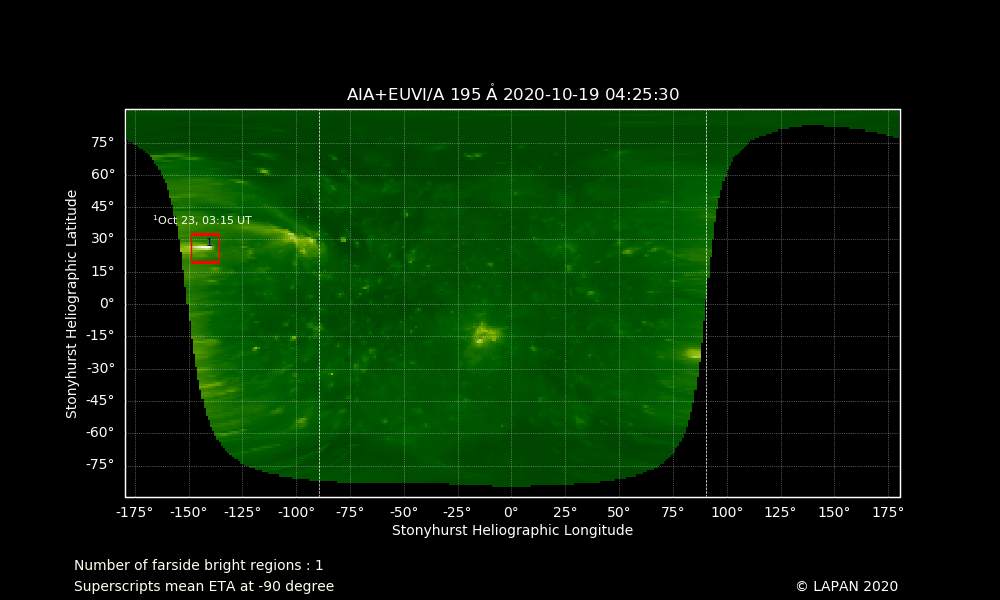 AIA+EUVI/A 195 Å 2020-10-19 04:25:30
Stonyhurst Heliographic Latitude
75°
60°
45°
30°
15°
0°
-15°
-30°
-45°
-60°
-75°
¹Oct 23, 03:15 UT
1
-175° -150° -125° -100° -75° -50° -25° 0° 25° 50° 75° 100° 125° 150° 175°
Stonyhurst Heliographic Longitude
Number of farside bright regions : 1
Superscripts mean ETA at -90 degree
© LAPAN 2020